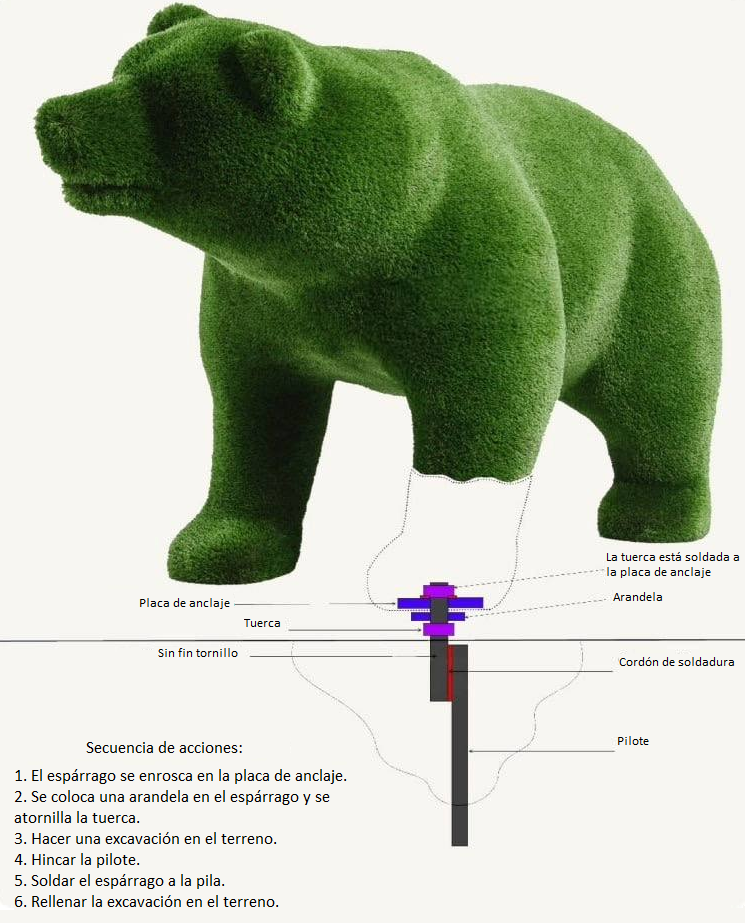 La tuerca está soldada a
la placa de anclaje
Placa de anclaje
Arandela
Tuerca
Sin fin tornillo
Cordón de soldadura
Pilote
Secuencia de acciones:
1. El espárrago se enrosca en la placa de anclaje.
2. Se coloca una arandela en el espárrago y se
atornilla la tuerca.
3. Hacer una excavación en el terreno.
4. Hincar la pilote.
5. Soldar el espárrago a la pila.
6. Rellenar la excavación en el terreno.